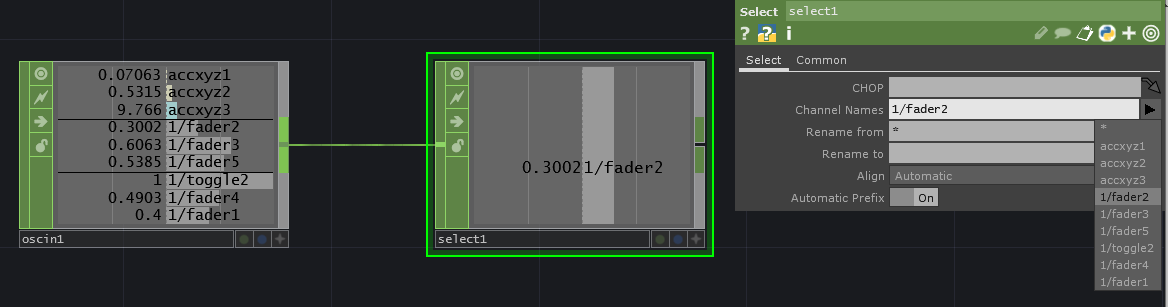 0.07063 accxyz1
0.5315 accxyz2
9.766 accxyz3
0.3002 1/fader2
0.6063 1/fader3
0.5385 1/fader5
1 1/toggle2
0.4903 1/fader4
0.4 1/fader1
oscin1
0.3002 1/fader2
select1
Select select1
? ? i
Select Common
CHOP
Channel Names 1/fader2
Rename from *
Rename to
Align Automatic
Automatic Prefix On
*
accxyz1
accxyz2
accxyz3
1/fader2
1/fader3
1/fader5
1/toggle2
1/fader4
1/fader1